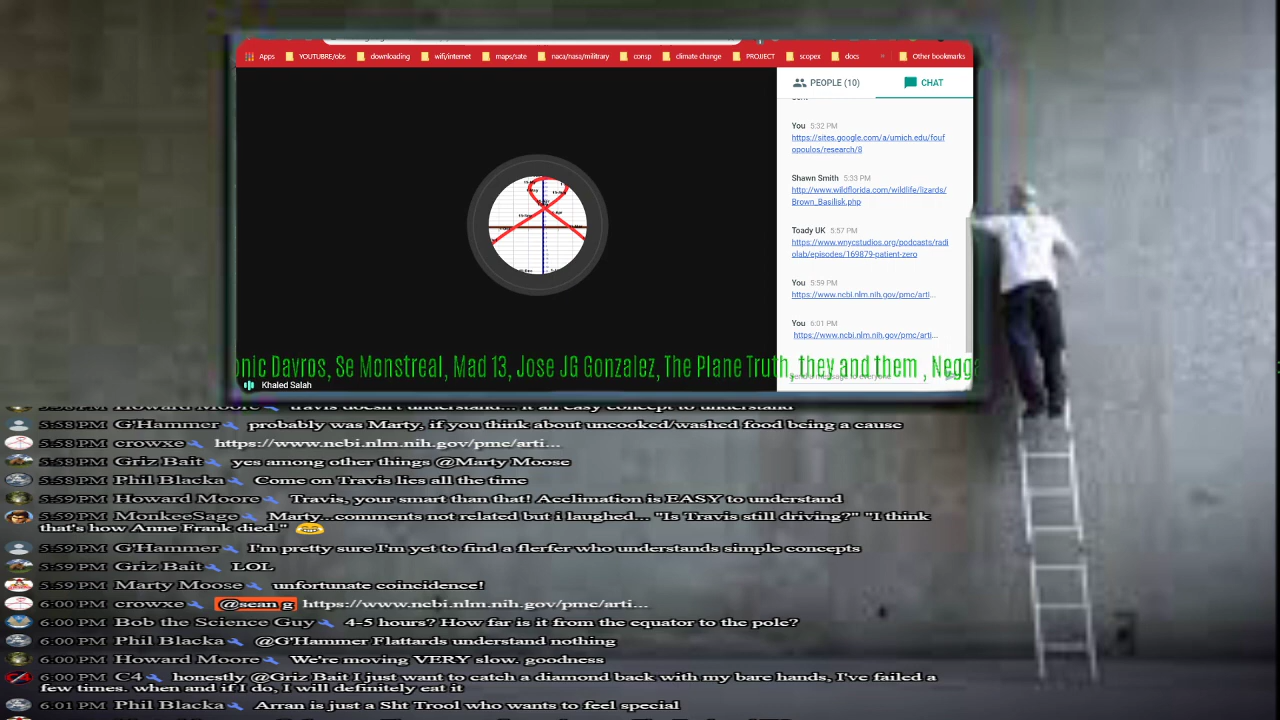 Apps YOUTUBRE/obs downloading wifi/internet maps/sate naca/nasa/militrary consp climate change PROJECT scopex docs » Other bookmarks
PEOPLE (10) CHAT
You 5:32 PM
https://sites.google.com/a/umich.edu/fouf
opoulos/research/8
Shawn Smith 5:33 PM
http://www.wildflorida.com/wildlife/lizards/
Brown_Basilisk.php
Toady UK 5:57 PM
https://www.wnycstudios.org/podcasts/radi
olab/episodes/169879-patient-zero
You 5:59 PM
https://www.ncbi.nlm.nih.gov/pmc/arti...
You 6:01 PM
https://www.ncbi.nlm.nih.gov/pmc/arti...
onic Davros, Se Monstreal, Mad 13, Jose JG Gonzalez, The Plane Truth, they and them , Negga
Khaled Salah
Howard Moore travis doesn't understand... it an easy concept to understand
5:58 PM G'Hammer probably was Marty, if you think about uncooked/washed food being a cause
5:58 PM crowxe https://www.ncbi.nlm.nih.gov/pmc/arti...
5:58 PM Griz Bait yes among other things @Marty Moose
5:58 PM Phil Blacka Come on Travis lies all the time
5:59 PM Howard Moore Travis, your smart than that! Acclimation is EASY to understand
5:59 PM MonkeeSage Marty...comments not related but i laughed... "Is Travis still driving?" "I think
that's how Anne Frank died." 😂
5:59 PM G'Hammer I'm pretty sure I'm yet to find a flerfer who understands simple concepts
5:59 PM Griz Bait LOL
5:59 PM Marty Moose unfortunate coincidence!
6:00 PM crowxe @sean g https://www.ncbi.nlm.nih.gov/pmc/arti...
6:00 PM Bob the Science Guy 4-5 hours? How far is it from the equator to the pole?
6:00 PM Phil Blacka @G'Hammer Flattards understand nothing
6:00 PM Howard Moore We're moving VERY slow. goodness
6:00 PM C4 honestly @Griz Bait I just want to catch a diamond back with my bare hands, I've failed a
few times. when and if I do, I will definitely eat it
6:01 PM Phil Blacka Arran is just a Sht Trool who wants to feel special